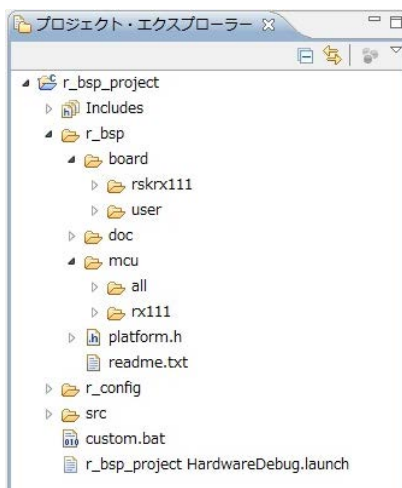 プロジェクト・エクスプローラー
r_bsp_project
Includes
r_bsp
board
rskrx111
user
doc
mcu
all
rx111
platform.h
readme.txt
r_config
src
custom.bat
r_bsp_project HardwareDebug.launch